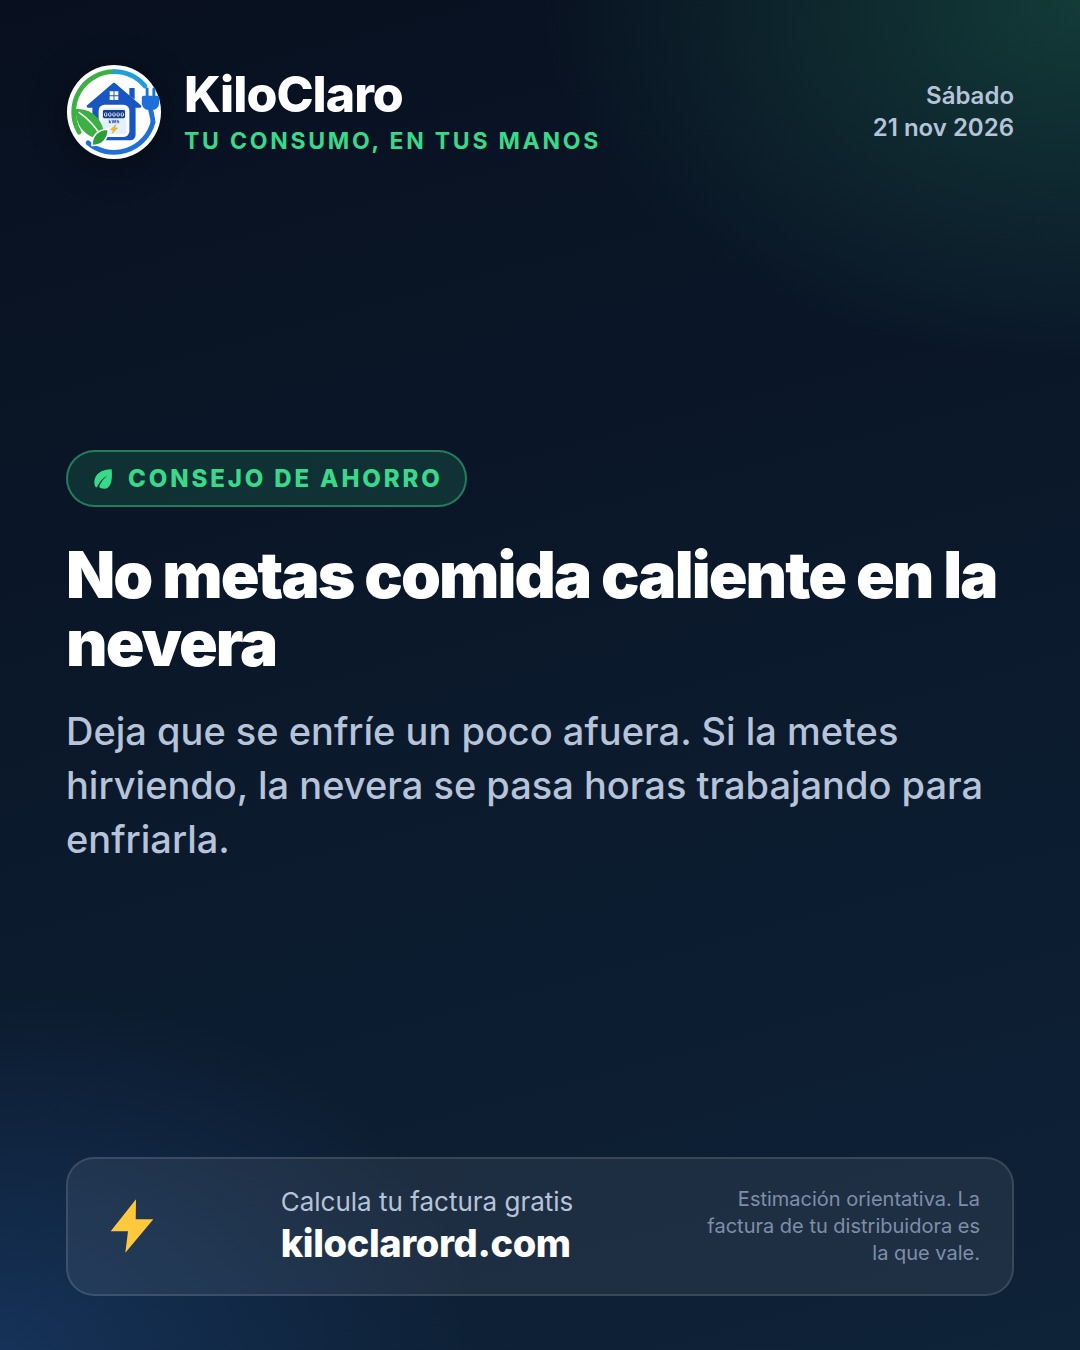 KiloClaro
TU CONSUMO, EN TUS MANOS
Sábado
21 nov 2026
CONSEJO DE AHORRO
No metas comida caliente en la
nevera
Deja que se enfríe un poco afuera. Si la metes
hirviendo, la nevera se pasa horas trabajando para
enfriarla.
Calcula tu factura gratis
kiloclarord.com
Estimación orientativa. La
factura de tu distribuidora es
la que vale.